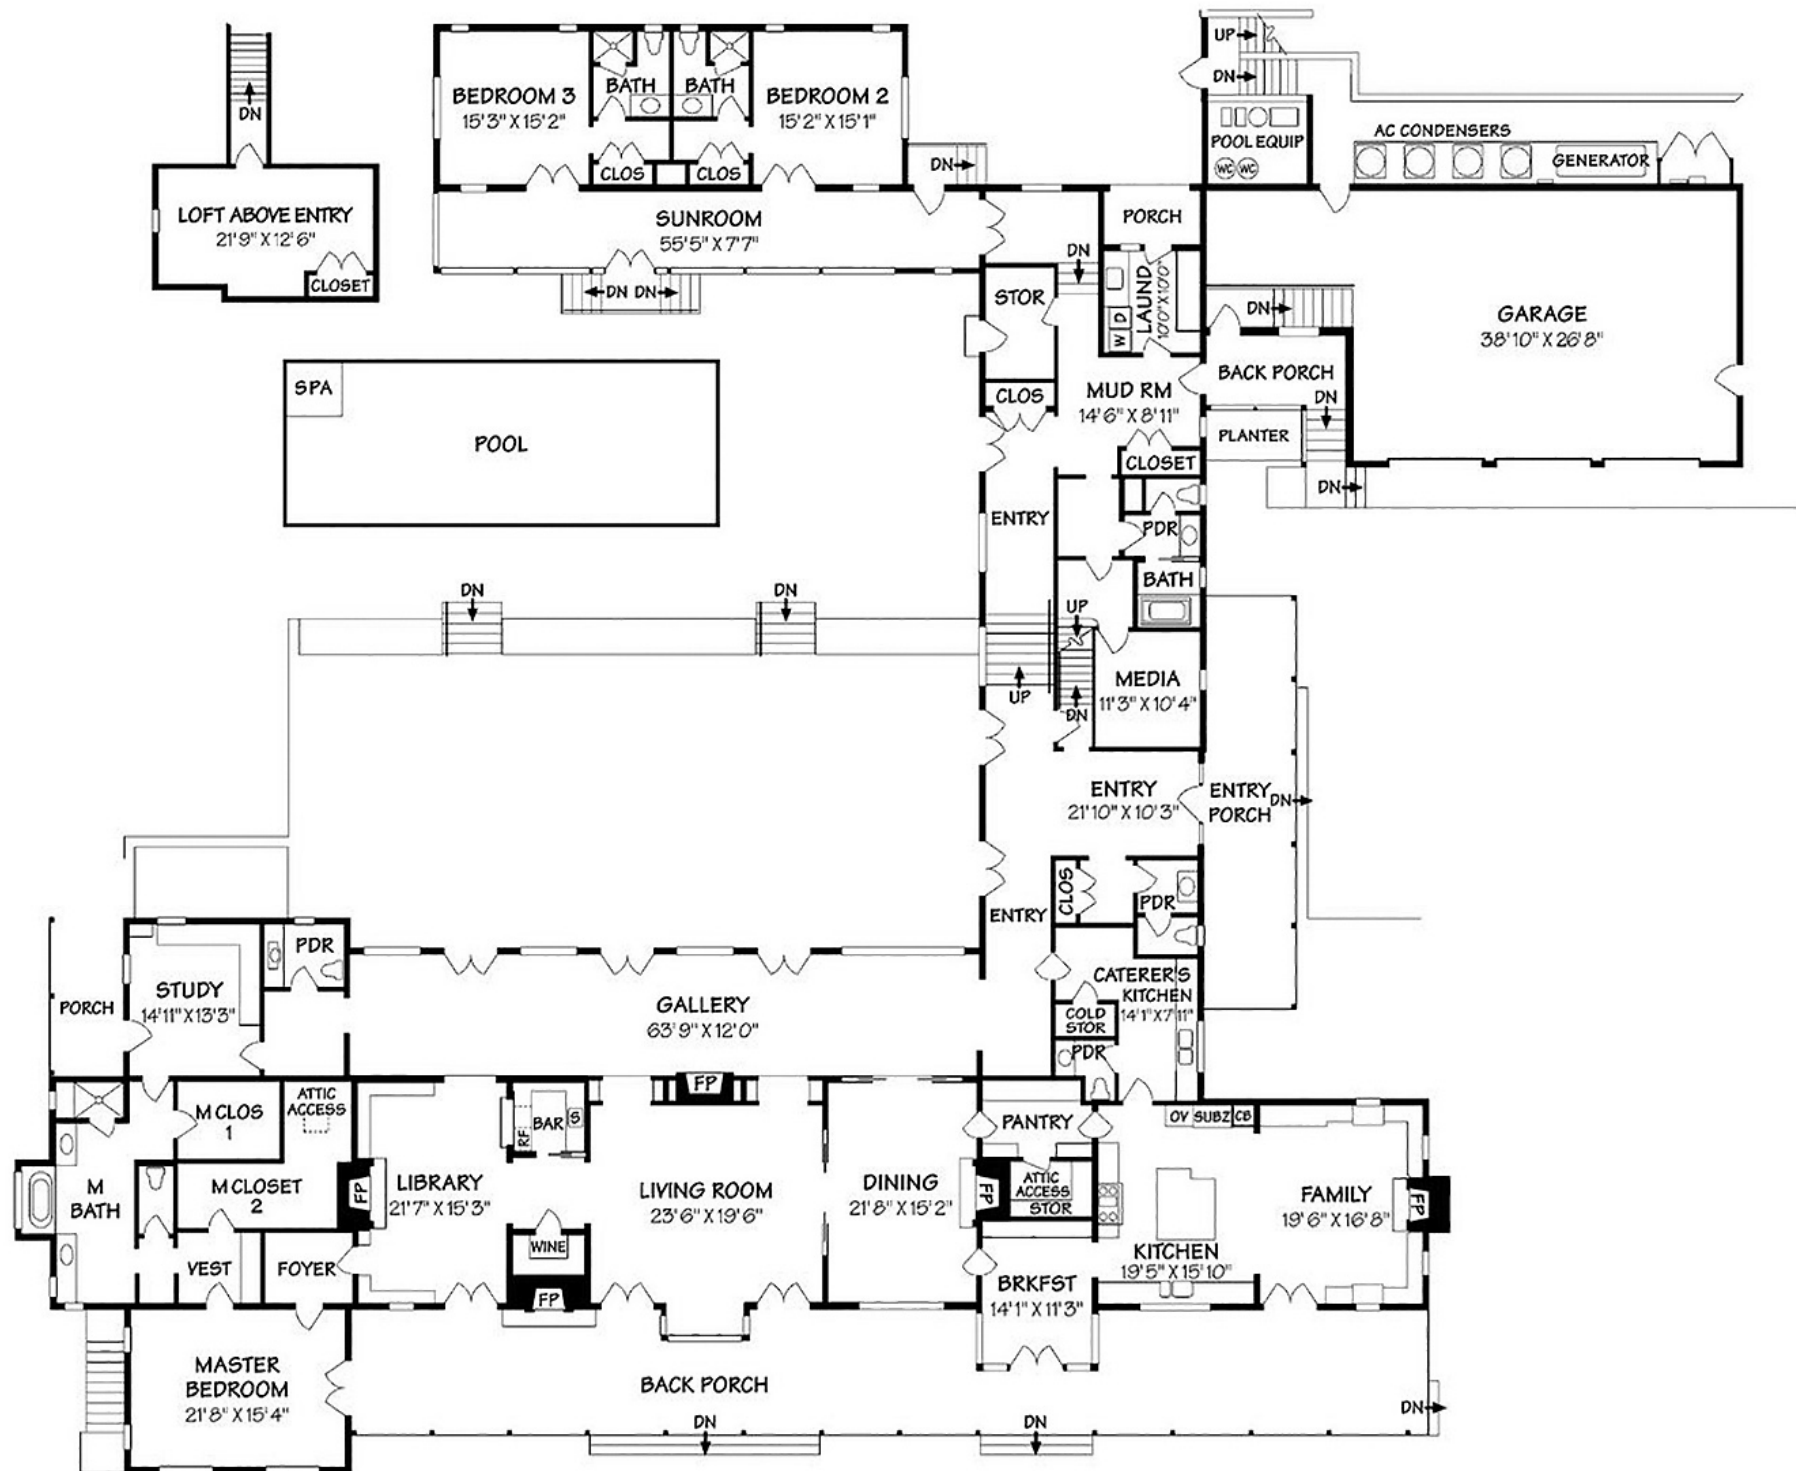 DN
LOFT ABOVE ENTRY
21'9" X 12'6"
CLOSET
BEDROOM 3
15'3" X 15'2"
BATH
BATH
BEDROOM 2
15'2" X 15'1"
CLOS
CLOS
DN
SUNROOM
55'5" X 7'7"
DN DN
UP
DN
POOL EQUIP
WC WC
AC CONDENSERS
GENERATOR
PORCH
DN
STOR
LAUND
10'0" X 10'0"
W D
DN
GARAGE
38'10" X 26'8"
BACK PORCH
DN
PLANTER
DN
CLOS
MUD RM
14'6" X 8'11"
CLOSET
SPA
POOL
ENTRY
PDR
BATH
DN
DN
UP
UP
DN
MEDIA
11'3" X 10'4"
ENTRY
21'10" X 10'3"
ENTRY
PORCH
DN
CLOS
PDR
ENTRY
CATERER'S
KITCHEN
14'1" X 7'11"
COLD
STOR
PDR
PDR
STUDY
14'11" X 13'3"
PORCH
GALLERY
63'9" X 12'0"
FP
M CLOS
1
ATTIC
ACCESS
M CLOSET
2
M
BATH
VEST
FOYER
FP
LIBRARY
21'7" X 15'3"
RF
BAR
S
WINE
FP
LIVING ROOM
23'6" X 19'6"
DINING
21'8" X 15'2"
FP
PANTRY
ATTIC
ACCESS
STOR
OV SUBZ CB
KITCHEN
19'5" X 15'10"
FAMILY
19'6" X 16'8"
FP
BRKFST
14'1" X 11'3"
MASTER
BEDROOM
21'8" X 15'4"
BACK PORCH
DN
DN
DN